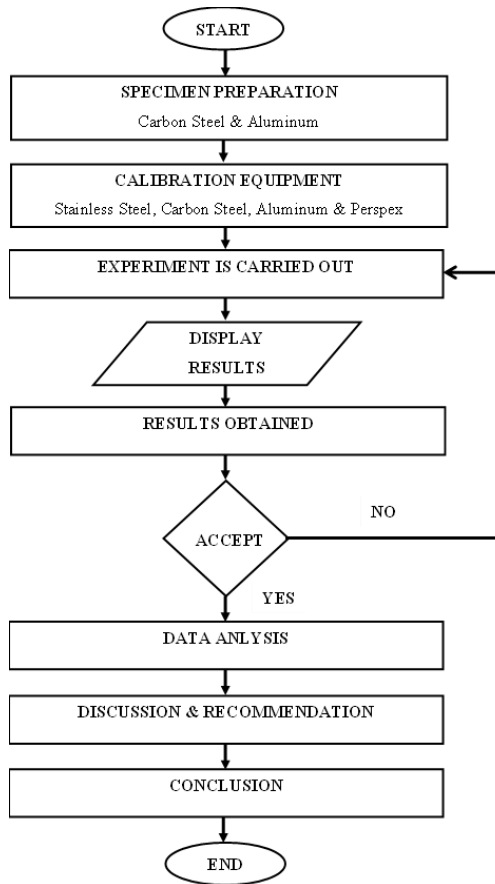 START
SPECIMEN PREPARATION
Carbon Steel & Aluminum
CALIBRATION EQUIPMENT
Stainless Steel, Carbon Steel, Aluminum & Perspex
EXPERIMENT IS CARRIED OUT
DISPLAY
RESULTS
RESULTS OBTAINED
NO
ACCEPT
YES
DATA ANLYSIS
DISCUSSION & RECOMMENDATION
CONCLUSION
END